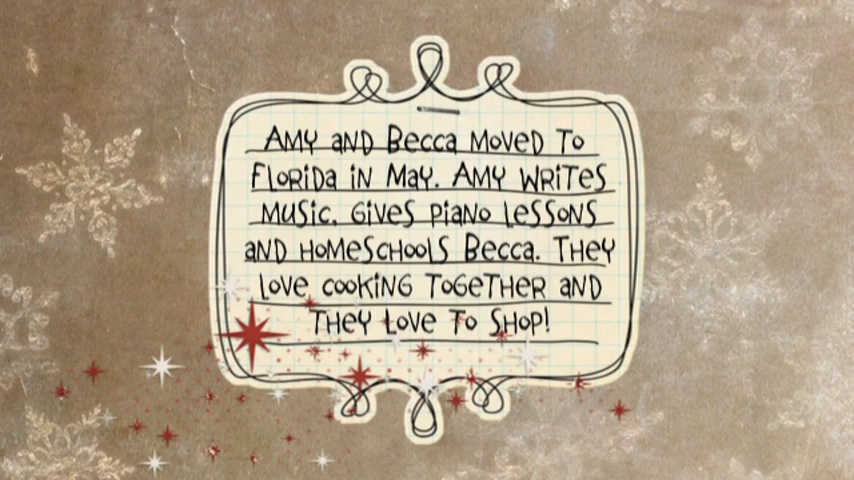 Amy and Becca moved to
Florida in May. Amy writes
music, gives piano lessons
and homeschools Becca. They
love cooking together and
they love to shop!